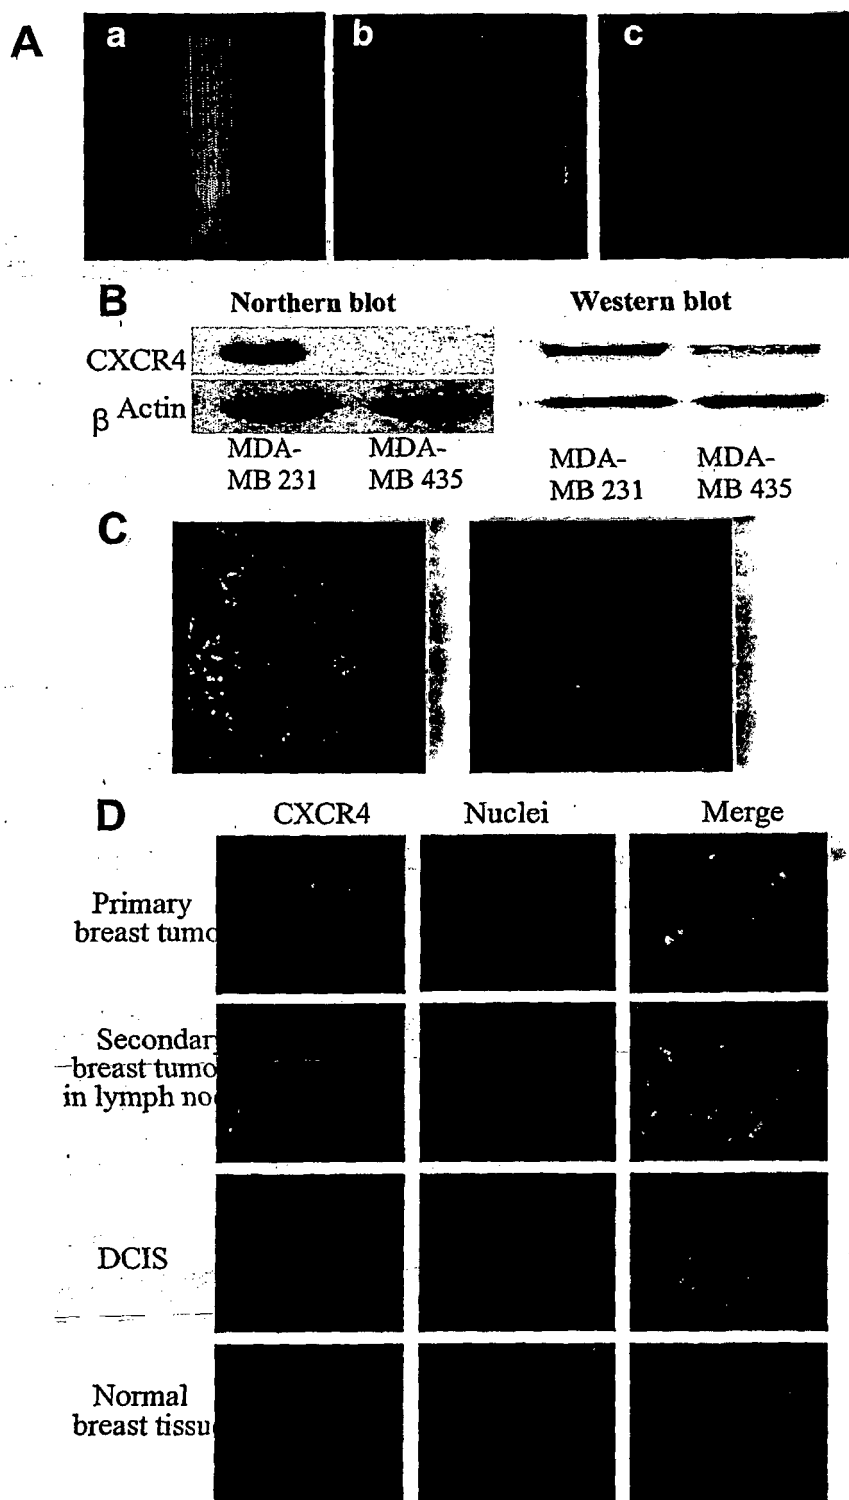 A
a b c
B
Northern blot Western blot
CXCR4
β Actin
MDA- MDA-
MB 231 MB 435
MDA- MDA-
MB 231 MB 435
C
D
CXCR4 Nuclei Merge
Primary
breast tumo
Secondar
breast tumo
in lymph no
DCIS
Normal
breast tissu